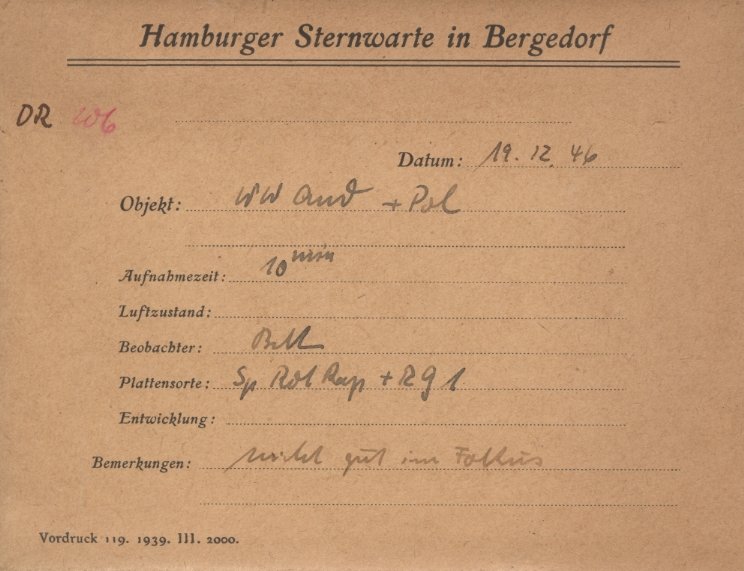 Hamburger Sternwarte in Bergedorf
DR
Datum: 19. 12. 46
Objekt: WW And + Pol
Aufnahmezeit: 10 min
Luftzustand:
Beobachter:
Plattensorte: Sp Rot Rap + RG 1
Entwicklung:
Bemerkungen: nicht gut im Fokus
Vordruck 119. 1939. III. 2000.